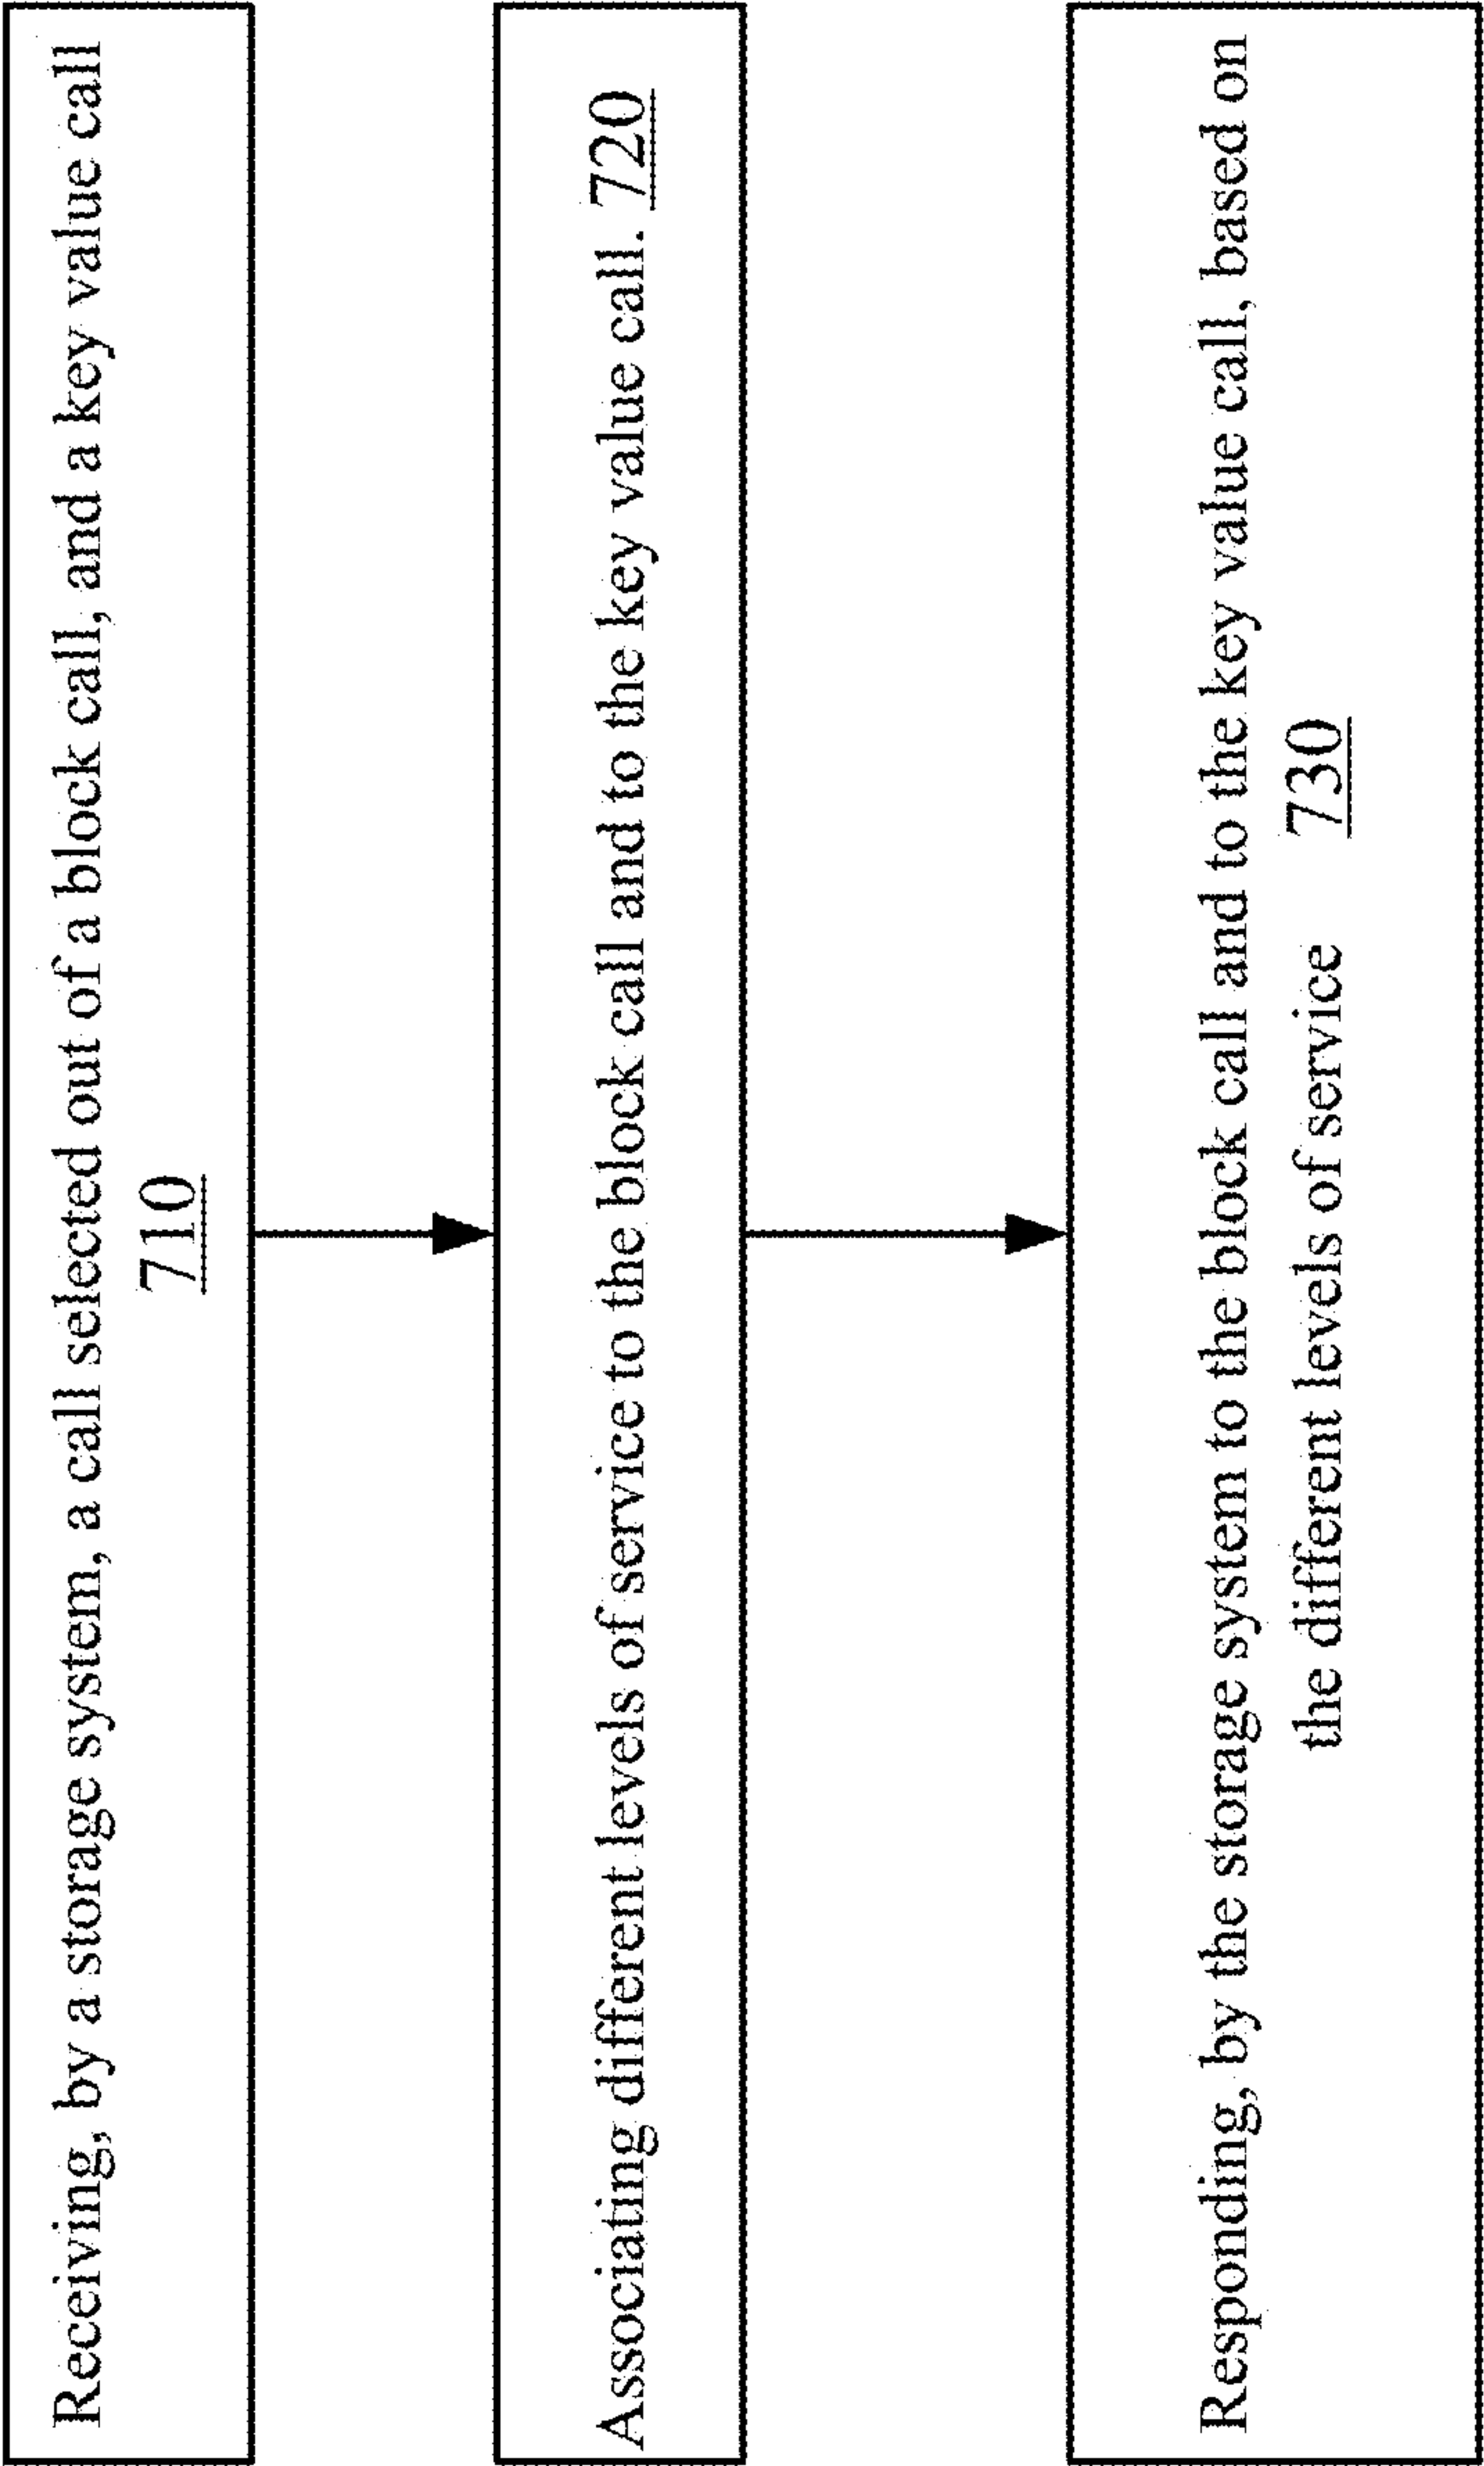 Receiving, by a storage system, a call selected out of a block call, and a key value call
710
Associating different levels of service to the block call and to the key value call. 720
Responding, by the storage system to the block call and to the key value call, based on
the different levels of service 730